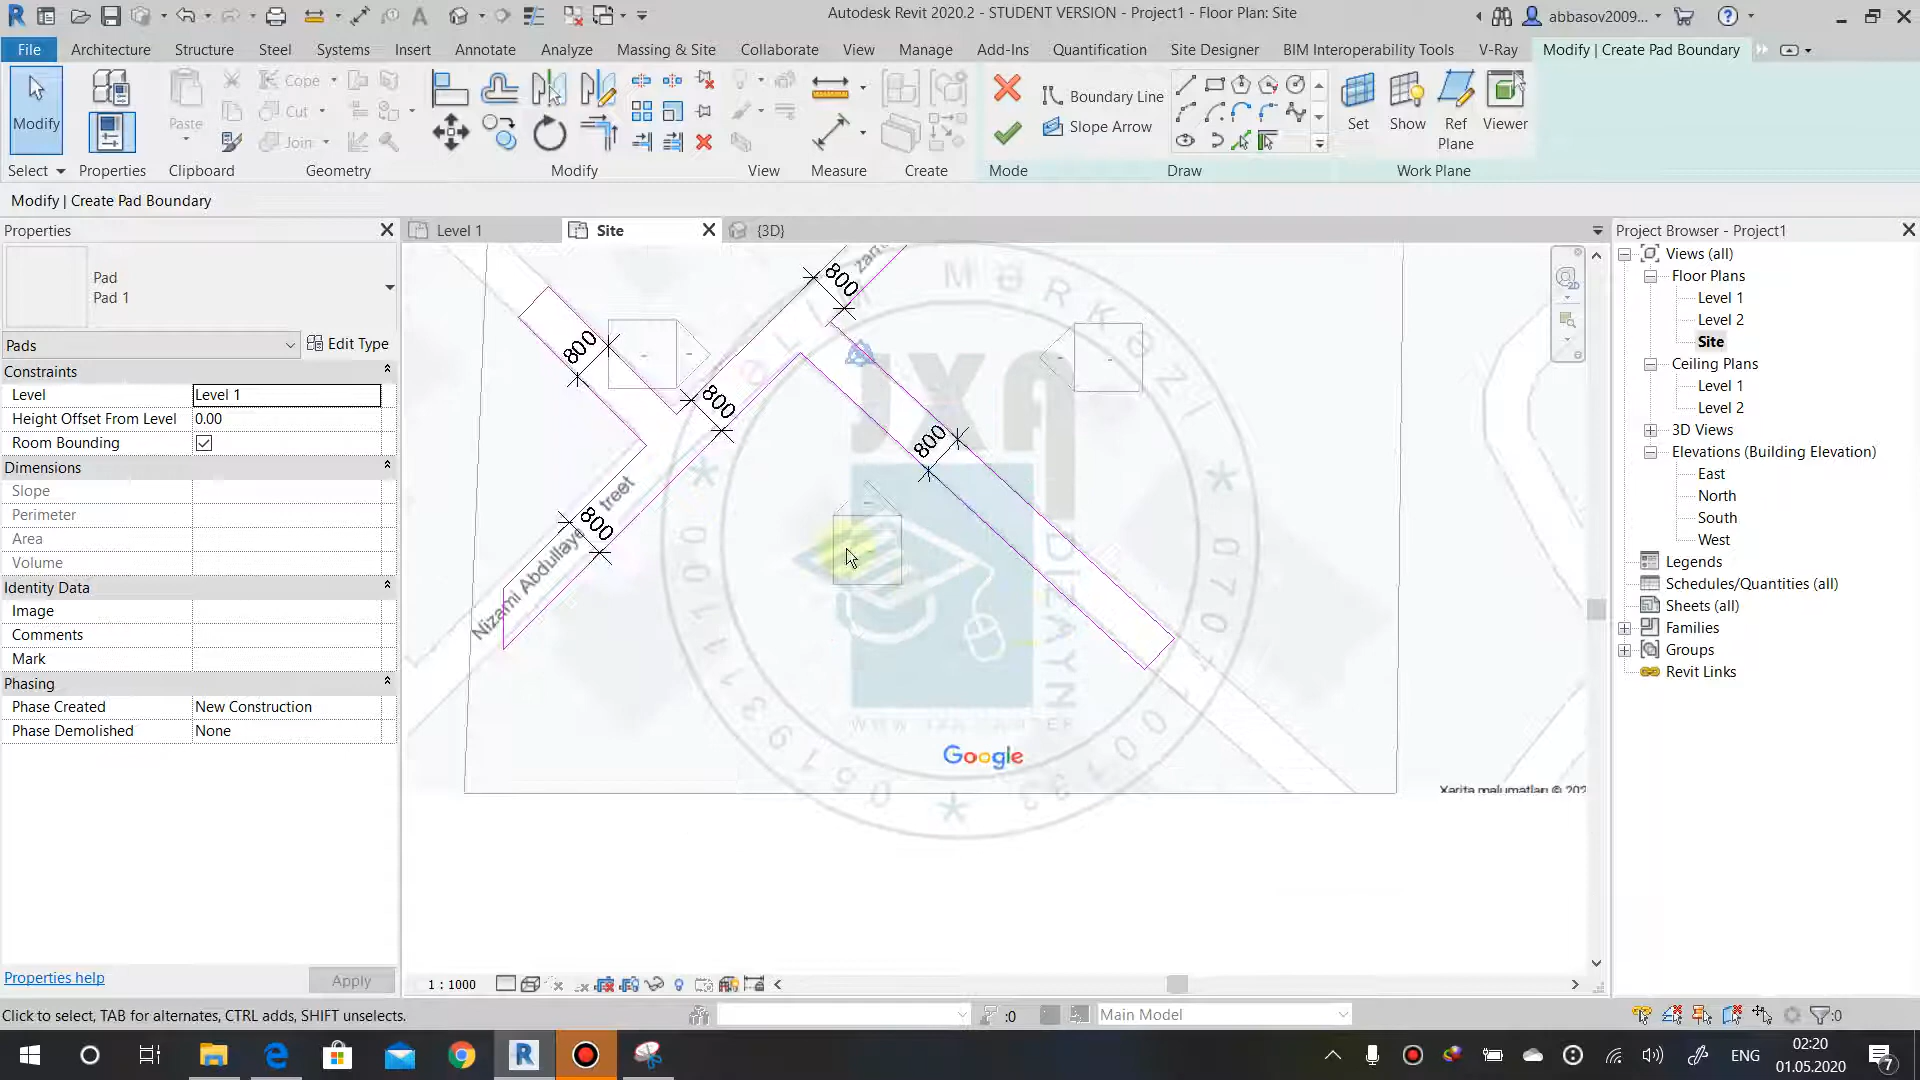 Autodesk Revit 2020.2 - STUDENT VERSION - Project1 - Floor Plan: Site
abbasov2009...
File
Architecture
Structure
Steel
Systems
Insert
Annotate
Analyze
Massing & Site
Collaborate
View
Manage
Add-Ins
Quantification
Site Designer
BIM Interoperability Tools
V-Ray
Modify | Create Pad Boundary
Modify
Paste
Cope
Cut
Join
Boundary Line
Slope Arrow
Set
Show
Ref
Plane
Viewer
Select
Properties
Clipboard
Geometry
Modify
View
Measure
Create
Mode
Draw
Work Plane
Modify | Create Pad Boundary
Properties
Pad
Pad 1
Pads
Edit Type
Constraints
Level
Level 1
Height Offset From Level
0.00
Room Bounding
Dimensions
Slope
Perimeter
Area
Volume
Identity Data
Image
Comments
Mark
Phasing
Phase Created
New Construction
Phase Demolished
None
Properties help
Apply
Level 1
Site
{3D}
800
800
800
800
800
Nizami Abdullaye
treet
JXA
DIZAYN
MƏRKƏZI
Google
Xarita malumatları © 202
1 : 1000
Project Browser - Project1
Views (all)
Floor Plans
Level 1
Level 2
Site
Ceiling Plans
Level 1
Level 2
3D Views
Elevations (Building Elevation)
East
North
South
West
Legends
Schedules/Quantities (all)
Sheets (all)
Families
Groups
Revit Links
Click to select, TAB for alternates, CTRL adds, SHIFT unselects.
:0
Main Model
:0
ENG
02:20
01.05.2020
7